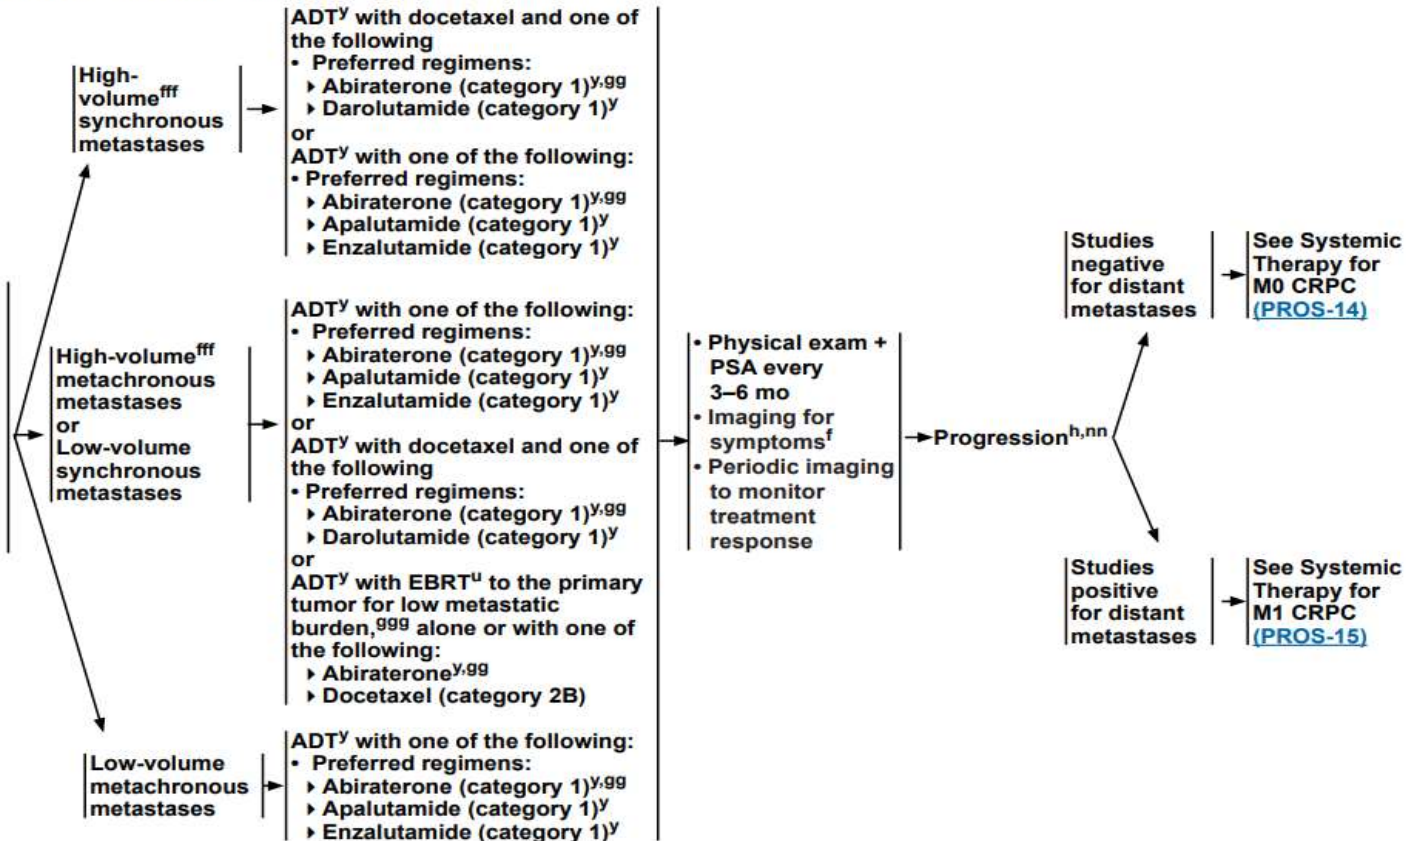 High-
volumefff
synchronous
metastases
ADTy with docetaxel and one of
the following
• Preferred regimens:
▸ Abiraterone (category 1)y,gg
▸ Darolutamide (category 1)y
or
ADTy with one of the following:
• Preferred regimens:
▸ Abiraterone (category 1)y,gg
▸ Apalutamide (category 1)y
▸ Enzalutamide (category 1)y
High-volumefff
metachronous
metastases
or
Low-volume
synchronous
metastases
ADTy with one of the following:
• Preferred regimens:
▸ Abiraterone (category 1)y,gg
▸ Apalutamide (category 1)y
▸ Enzalutamide (category 1)y
or
ADTy with docetaxel and one of
the following
• Preferred regimens:
▸ Abiraterone (category 1)y,gg
▸ Darolutamide (category 1)y
or
ADTy with EBRTu to the primary
tumor for low metastatic
burden,ggg alone or with one of
the following:
▸ Abirateroney,gg
▸ Docetaxel (category 2B)
Low-volume
metachronous
metastases
ADTy with one of the following:
• Preferred regimens:
▸ Abiraterone (category 1)y,gg
▸ Apalutamide (category 1)y
▸ Enzalutamide (category 1)y
• Physical exam +
PSA every
3–6 mo
• Imaging for
symptomsf
• Periodic imaging
to monitor
treatment
response
Progressionh,nn
Studies
negative
for distant
metastases
See Systemic
Therapy for
M0 CRPC
(PROS-14)
Studies
positive
for distant
metastases
See Systemic
Therapy for
M1 CRPC
(PROS-15)